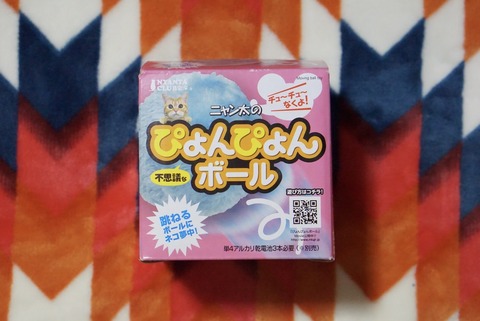 NYANTA
CLUB
チュ〜チュ〜
なくよ!
ニャン太の
ぴょんぴょん
不思議な
ボール
遊び方はコチラ!
跳ねる
ボールに
ネコ夢中!
単4アルカリ乾電池3本必要(※別売)